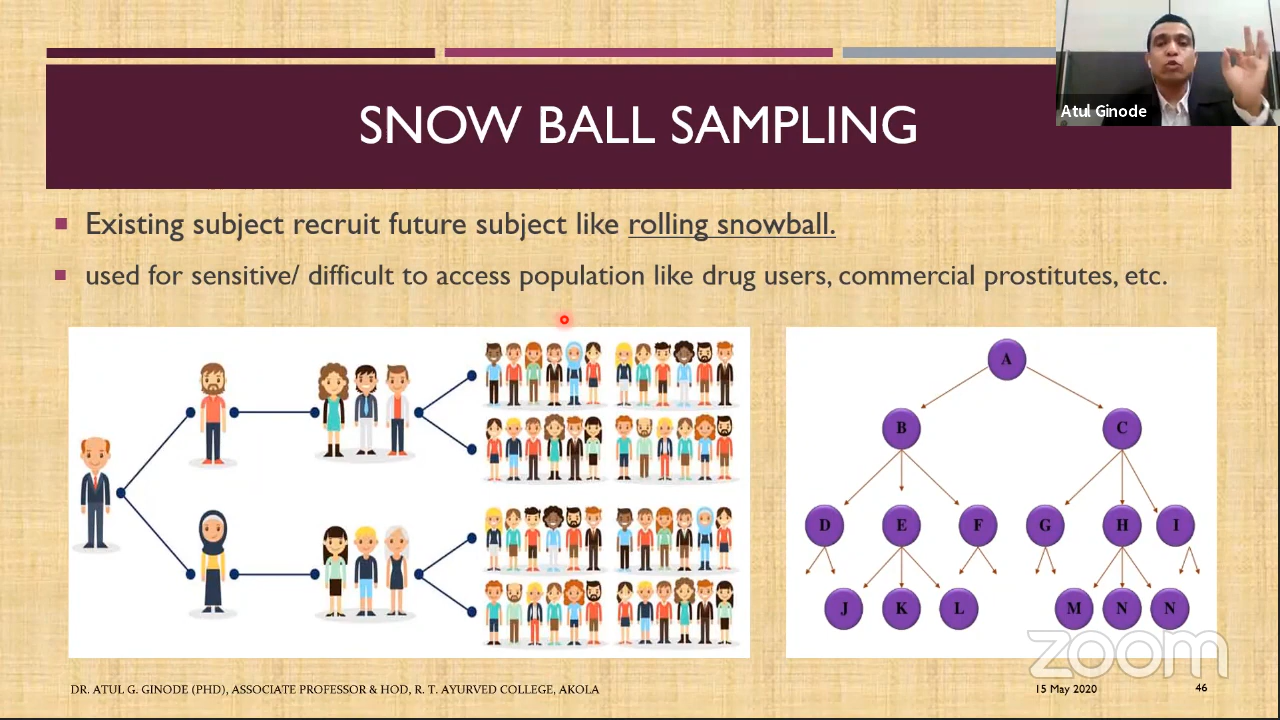 Atul Ginode
SNOW BALL SAMPLING
Existing subject recruit future subject like rolling snowball.
used for sensitive/ difficult to access population like drug users, commercial prostitutes, etc.
A
B C
D E F G H I
J K L M N N
zoom
DR. ATUL G. GINODE (PHD), ASSOCIATE PROFESSOR & HOD, R. T. AYURVED COLLEGE, AKOLA 15 May 2020 46